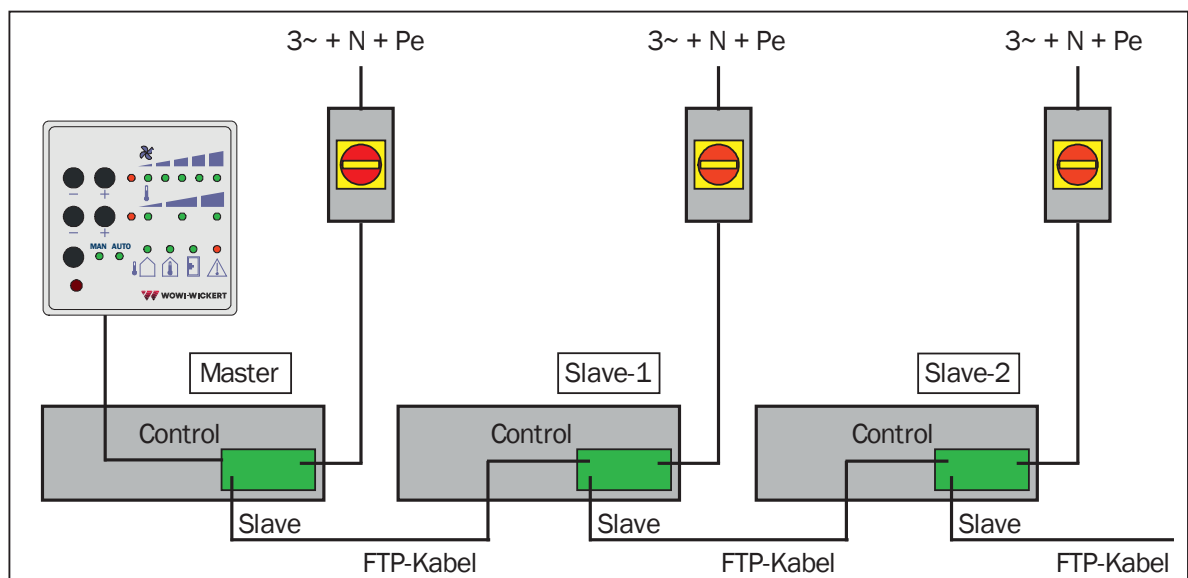 3~ + N + Pe
3~ + N + Pe
3~ + N + Pe
− +
− +
MAN AUTO
WOWI-WICKERT
Master
Slave-1
Slave-2
Control
Control
Control
Slave
Slave
Slave
FTP-Kabel
FTP-Kabel
FTP-Kabel